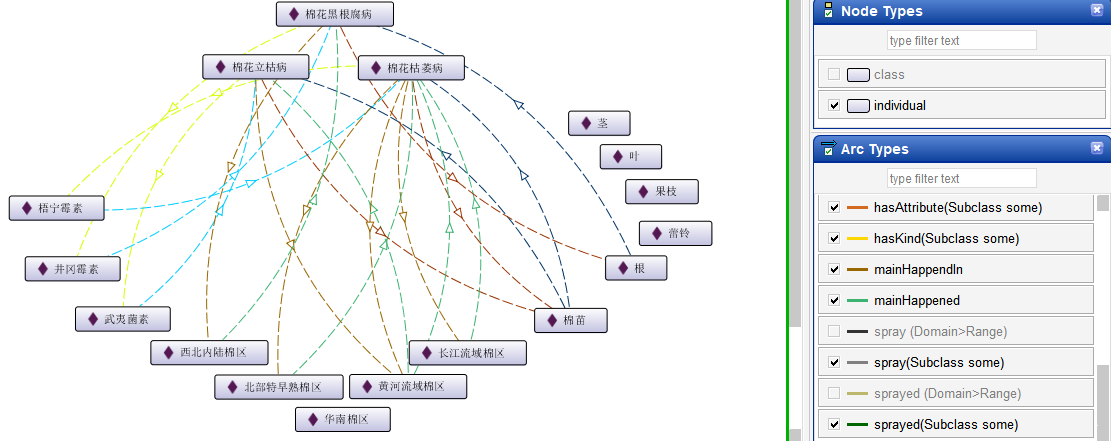 棉花黑根腐病
棉花立枯病
棉花枯萎病
茎
叶
果枝
蕾铃
根
梧宁霉素
井冈霉素
武夷菌素
棉苗
西北内陆棉区
长江流域棉区
北部特早熟棉区
黄河流域棉区
华南棉区
Node Types
type filter text
class
individual
Arc Types
type filter text
hasAttribute(Subclass some)
hasKind(Subclass some)
mainHappendIn
mainHappened
spray (Domain>Range)
spray(Subclass some)
sprayed (Domain>Range)
sprayed(Subclass some)